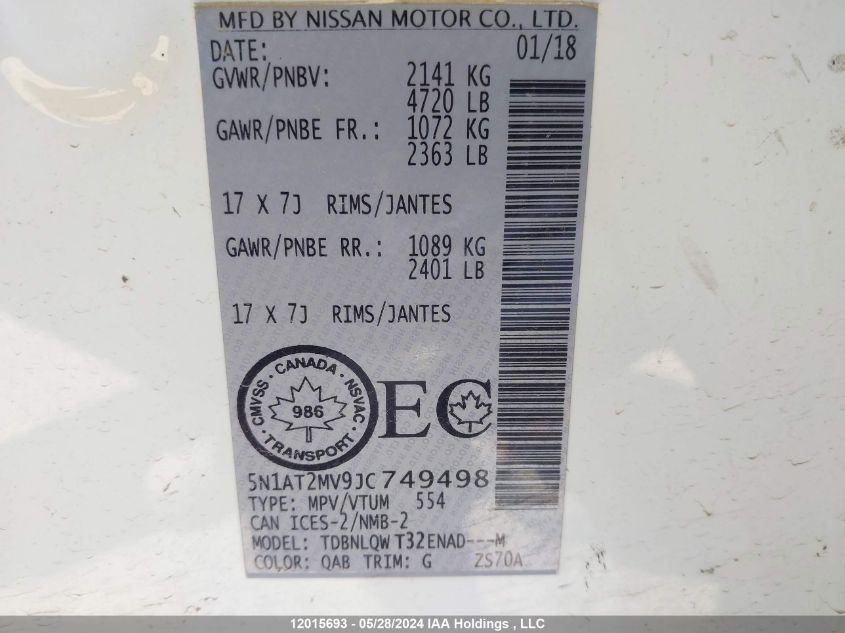 MFD BY NISSAN MOTOR CO., LTD.
DATE: 01/18
GVWR/PNBV: 2141 KG
4720 LB
GAWR/PNBE FR.: 1072 KG
2363 LB
17 X 7J RIMS/JANTES
GAWR/PNBE RR.: 1089 KG
2401 LB
17 X 7J RIMS/JANTES
CMVSS · CANADA · NSVAC · TRANSPORT ·
986
EC
5N1AT2MV9JC749498
TYPE: MPV/VTUM 554
CAN ICES-2/NMB-2
MODEL: TDBNLQW T32ENAD---M
COLOR: QAB TRIM: G ZS70A
12015693 - 05/28/2024 IAA Holdings , LLC